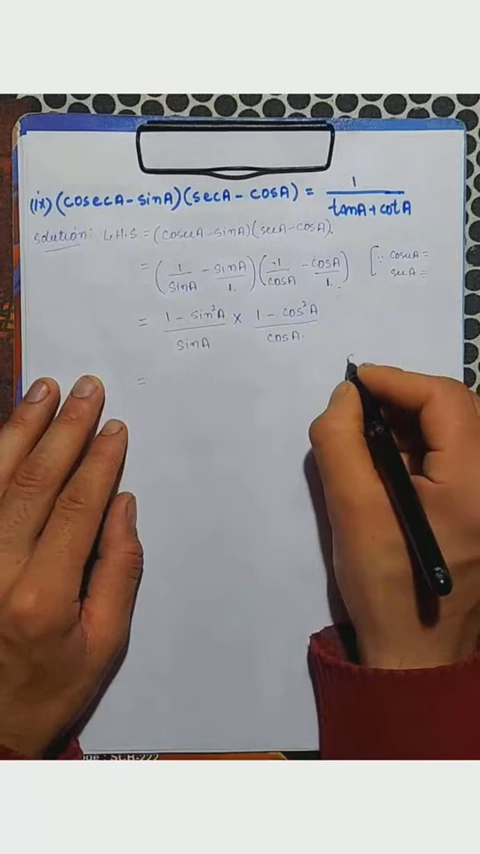 (ix) (cosecA - sinA) (secA - cosA) = 1 / tanA + cotA
Solution: L.H.S = (cosecA - sinA) (secA - cosA).
= (1/sinA - sinA/1.) (1/cosA - cosA/1.) [∵ cosecA =
secA =
= 1 - sin²A / sinA × 1 - cos²A / cosA.
=